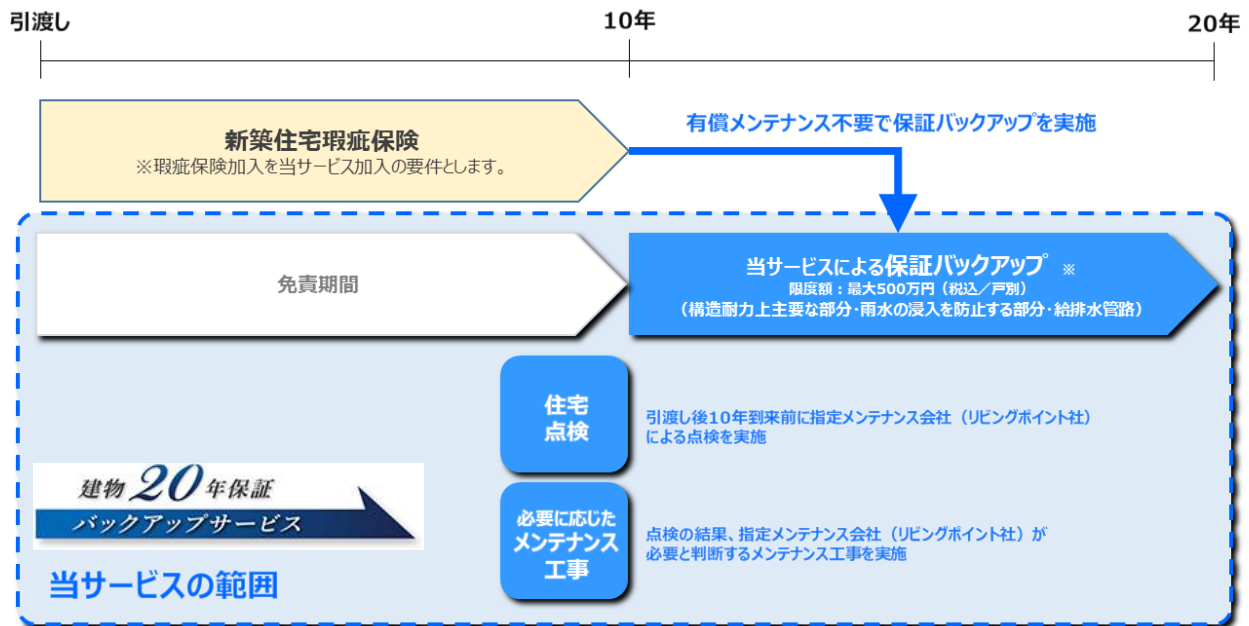 引渡し
10年
20年
新築住宅瑕疵保険
※瑕疵保険加入を当サービス加入の要件とします。
有償メンテナンス不要で保証バックアップを実施
免責期間
当サービスによる保証バックアップ ※
限度額：最大500万円（税込／戸別）
（構造耐力上主要な部分・雨水の浸入を防止する部分・給排水管路）
住宅
点検
引渡し後10年到来前に指定メンテナンス会社（リビングポイント社）
による点検を実施
建物20年保証
バックアップサービス
必要に応じた
メンテナンス
工事
点検の結果、指定メンテナンス会社（リビングポイント社）が
必要と判断するメンテナンス工事を実施
当サービスの範囲